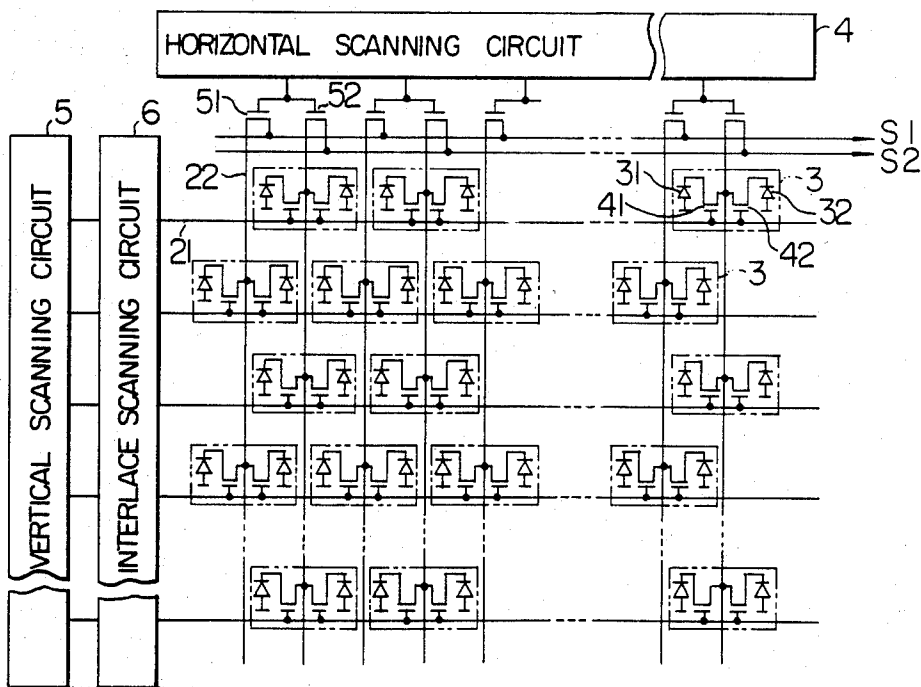 4
HORIZONTAL SCANNING CIRCUIT
51
52
5
6
S1
S2
22
31
3
41
32
21
42
3
VERTICAL SCANNING CIRCUIT
INTERLACE SCANNING CIRCUIT